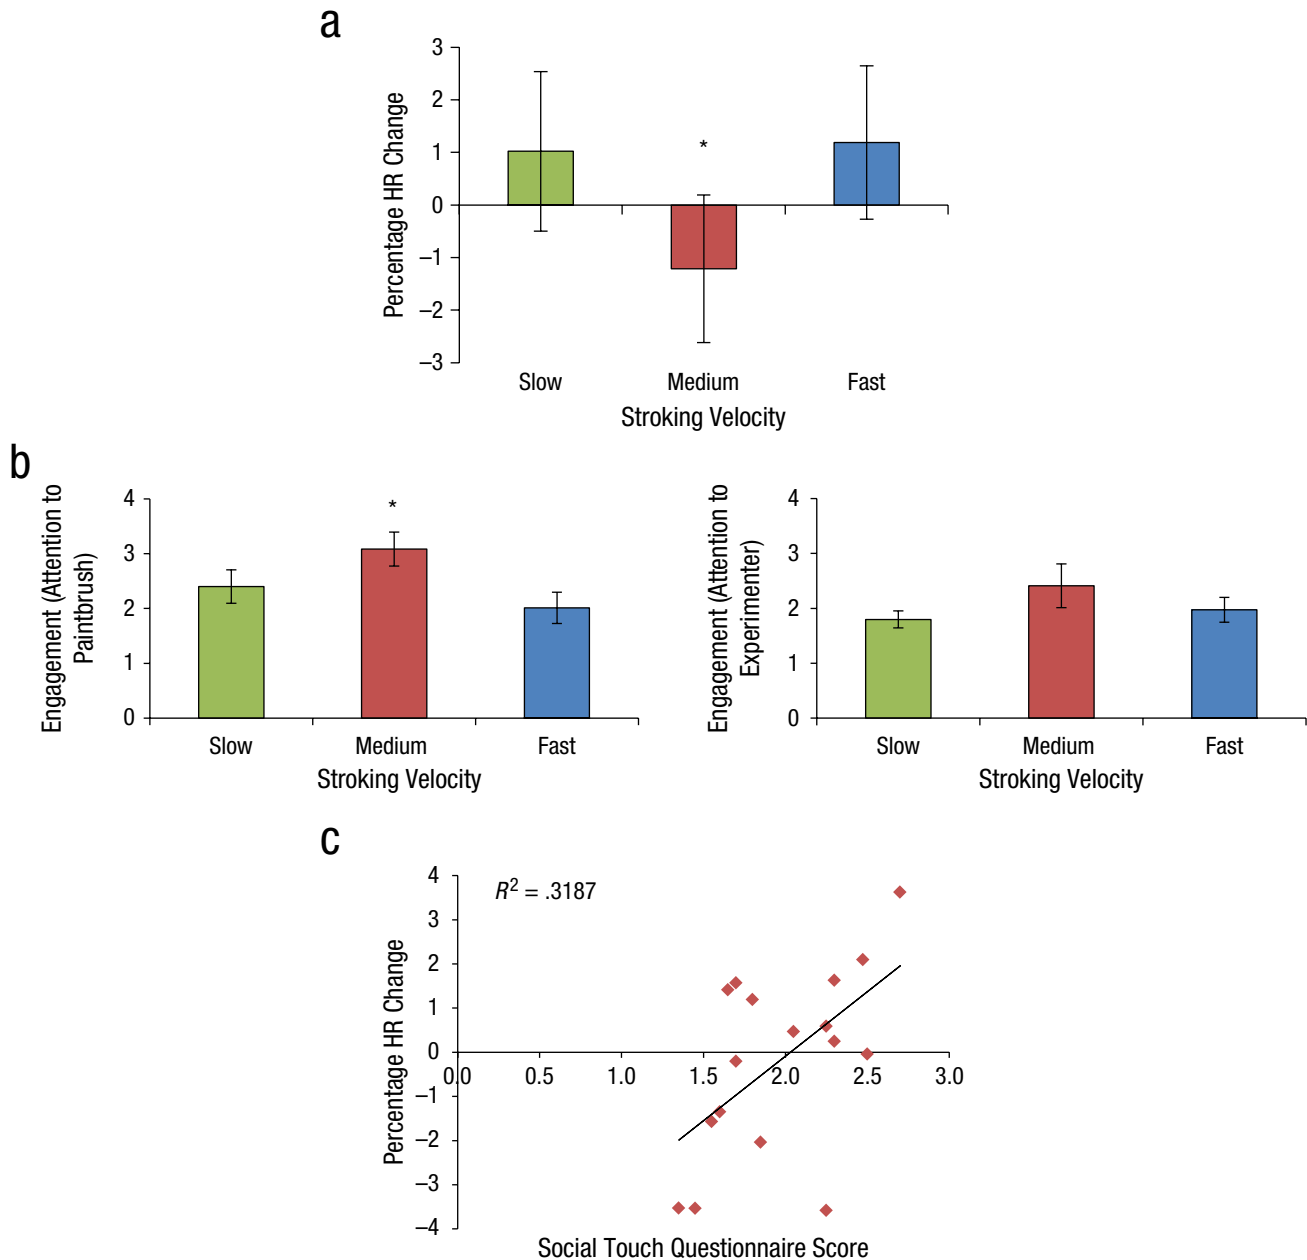 a
3
2
1
0
–1
–2
–3
Percentage HR Change
*
Slow Medium Fast
Stroking Velocity
b
4
3
2
1
0
Engagement (Attention to
Paintbrush)
*
Slow Medium Fast
Stroking Velocity
4
3
2
1
0
Engagement (Attention to
Experimenter)
Slow Medium Fast
Stroking Velocity
c
4
3
2
1
0
–1
–2
–3
–4
Percentage HR Change
R² = .3187
0.0 0.5 1.0 1.5 2.0 2.5 3.0
Social Touch Questionnaire Score